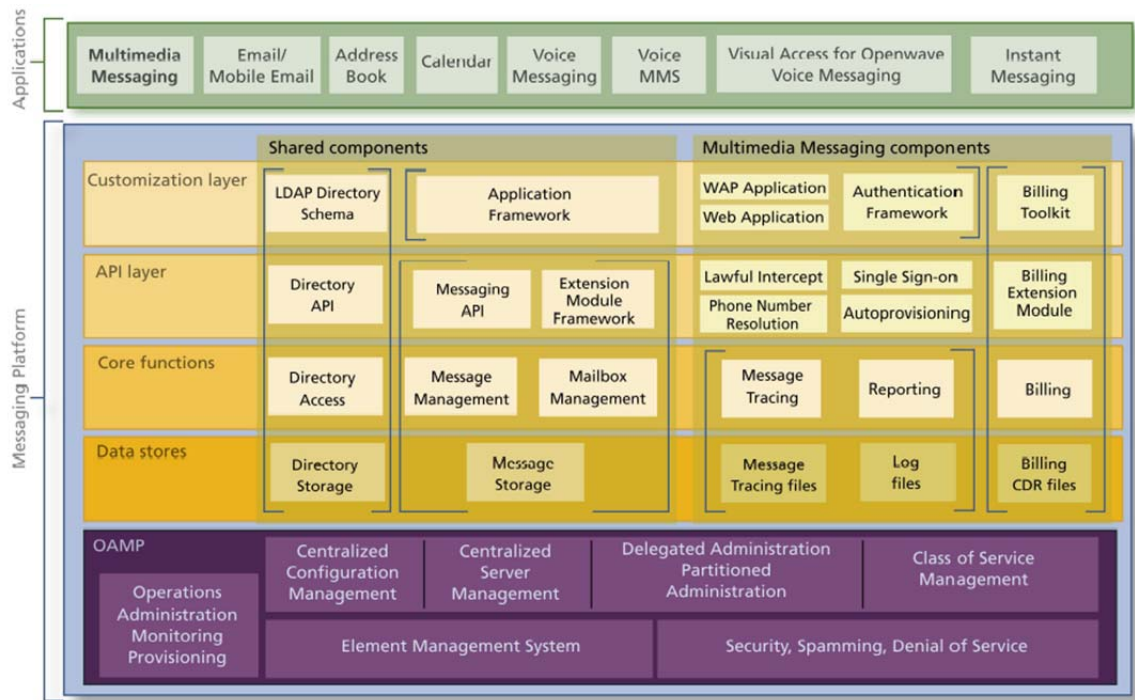 Applications
Multimedia
Messaging
Email/
Mobile Email
Address
Book
Calendar
Voice
Messaging
Voice
MMS
Visual Access for Openwave
Voice Messaging
Instant
Messaging
Messaging Platform
Shared components
Multimedia Messaging components
Customization layer
LDAP Directory
Schema
Application
Framework
WAP Application
Web Application
Authentication
Framework
Billing
Toolkit
API layer
Directory
API
Messaging
API
Extension
Module
Framework
Lawful Intercept
Phone Number
Resolution
Single Sign-on
Autoprovisioning
Billing
Extension
Module
Core functions
Directory
Access
Message
Management
Mailbox
Management
Message
Tracing
Reporting
Billing
Data stores
Directory
Storage
Message
Storage
Message
Tracing files
Log
files
Billing
CDR files
OAMP
Operations
Administration
Monitoring
Provisioning
Centralized
Configuration
Management
Centralized
Server
Management
Delegated Administration
Partitioned
Administration
Class of Service
Management
Element Management System
Security, Spamming, Denial of Service